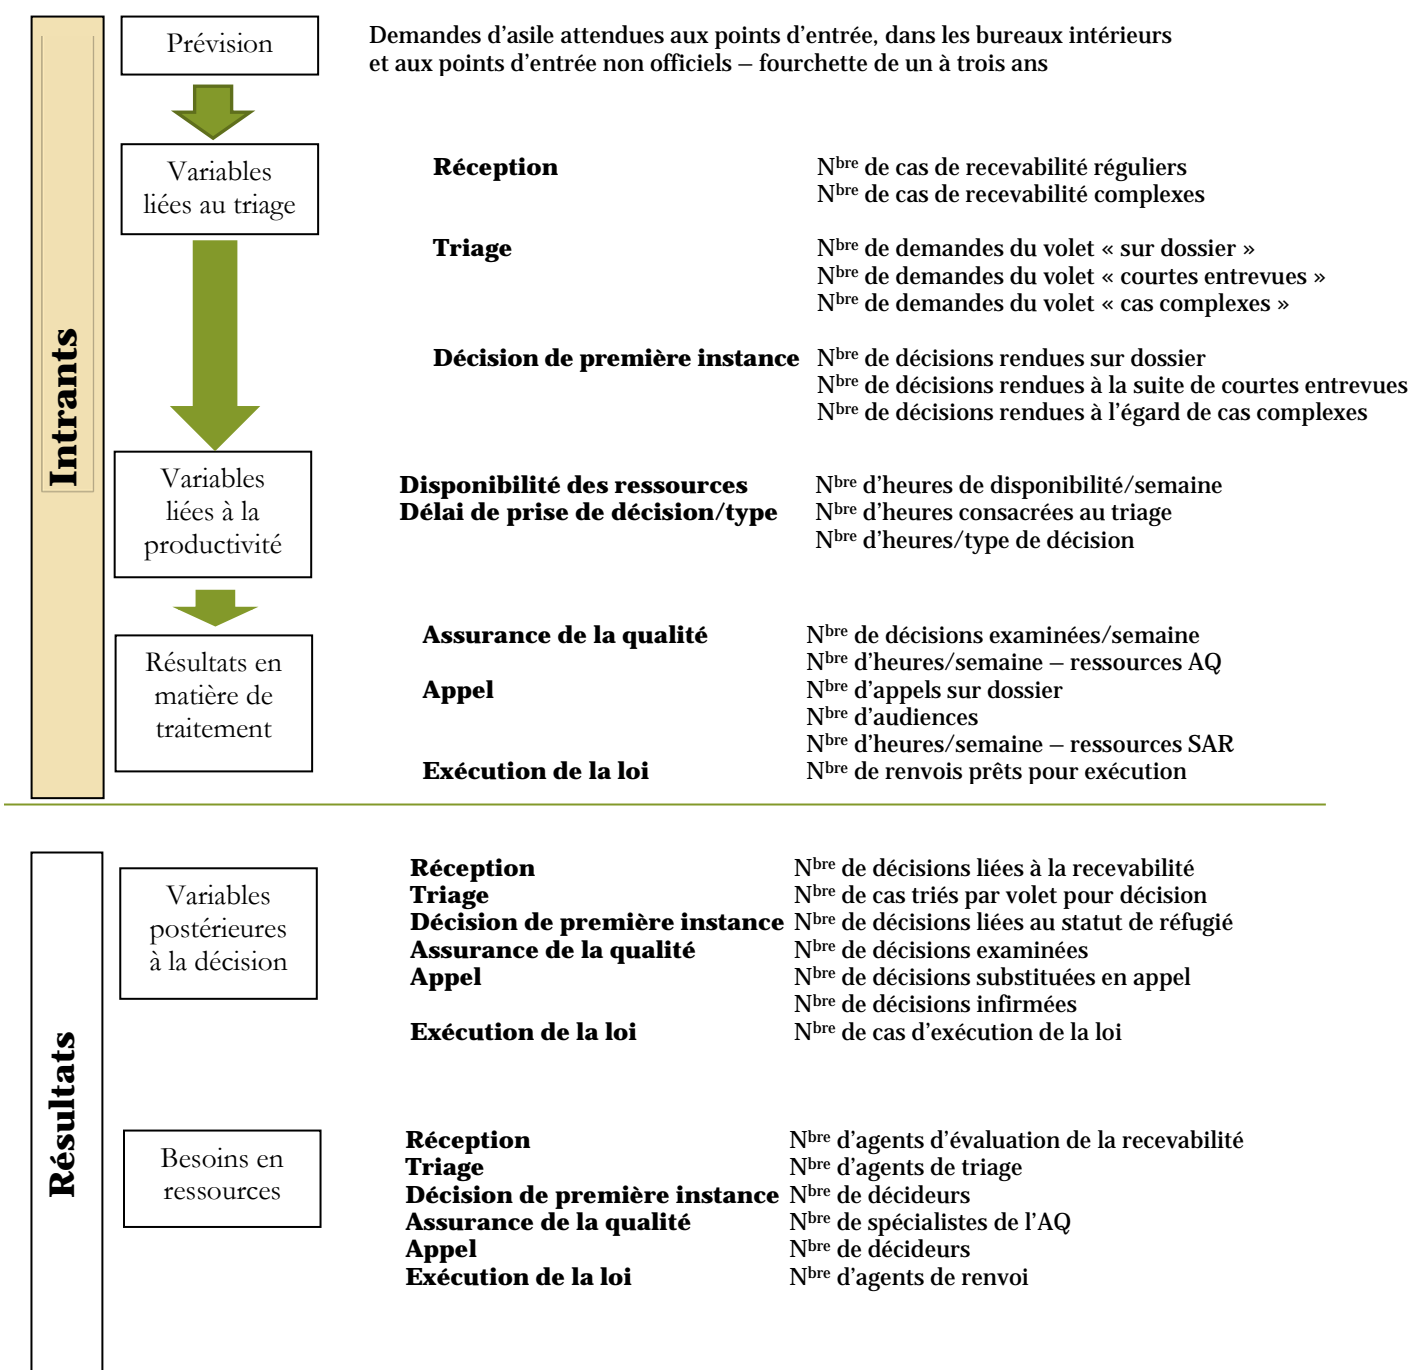 Intrants
Prévision
Demandes d'asile attendues aux points d'entrée, dans les bureaux intérieurs
et aux points d'entrée non officiels – fourchette de un à trois ans
Variables
liées au triage
Réception Nbre de cas de recevabilité réguliers
Nbre de cas de recevabilité complexes
Triage Nbre de demandes du volet « sur dossier »
Nbre de demandes du volet « courtes entrevues »
Nbre de demandes du volet « cas complexes »
Décision de première instance Nbre de décisions rendues sur dossier
Nbre de décisions rendues à la suite de courtes entrevues
Nbre de décisions rendues à l'égard de cas complexes
Variables
liées à la
productivité
Disponibilité des ressources Nbre d'heures de disponibilité/semaine
Délai de prise de décision/type Nbre d'heures consacrées au triage
Nbre d'heures/type de décision
Résultats en
matière de
traitement
Assurance de la qualité Nbre de décisions examinées/semaine
Nbre d'heures/semaine – ressources AQ
Appel Nbre d'appels sur dossier
Nbre d'audiences
Nbre d'heures/semaine – ressources SAR
Exécution de la loi Nbre de renvois prêts pour exécution
Résultats
Variables
postérieures
à la décision
Réception Nbre de décisions liées à la recevabilité
Triage Nbre de cas triés par volet pour décision
Décision de première instance Nbre de décisions liées au statut de réfugié
Assurance de la qualité Nbre de décisions examinées
Appel Nbre de décisions substituées en appel
Nbre de décisions infirmées
Exécution de la loi Nbre de cas d'exécution de la loi
Besoins en
ressources
Réception Nbre d'agents d'évaluation de la recevabilité
Triage Nbre d'agents de triage
Décision de première instance Nbre de décideurs
Assurance de la qualité Nbre de spécialistes de l'AQ
Appel Nbre de décideurs
Exécution de la loi Nbre d'agents de renvoi